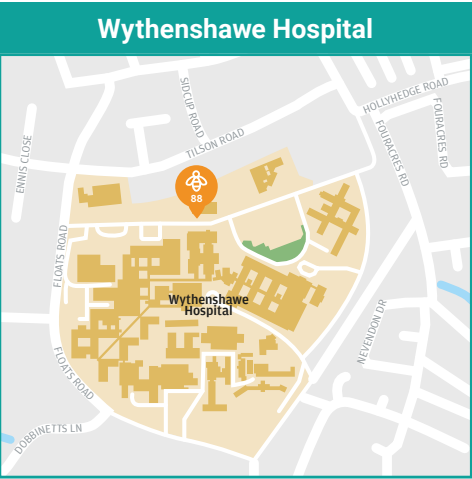 Wythenshawe Hospital
HOLLYHEDGE ROAD
SIDCUP ROAD
FOURACRES RD
FOURACRES RD
TILSON ROAD
ENNIS CLOSE
88
FLOATS ROAD
Wythenshawe
Hospital
NEVENDON DR
FLOATS ROAD
DOBBINETTS LN